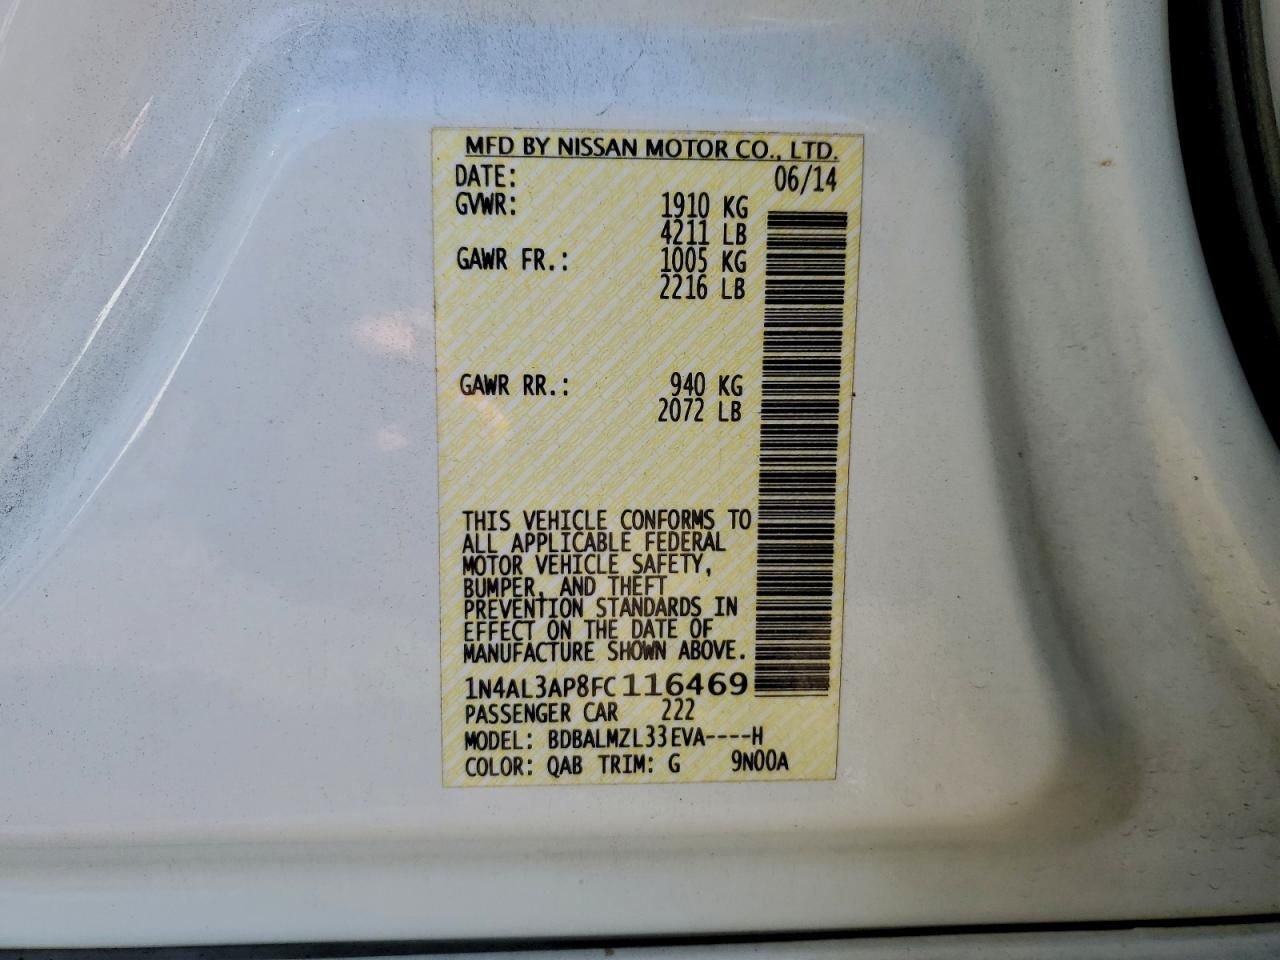 MFD BY NISSAN MOTOR CO., LTD.
DATE: 06/14
GVWR: 1910 KG
4211 LB
GAWR FR.: 1005 KG
2216 LB
GAWR RR.: 940 KG
2072 LB
THIS VEHICLE CONFORMS TO
ALL APPLICABLE FEDERAL
MOTOR VEHICLE SAFETY,
BUMPER, AND THEFT
PREVENTION STANDARDS IN
EFFECT ON THE DATE OF
MANUFACTURE SHOWN ABOVE.
1N4AL3AP8FC116469
PASSENGER CAR 222
MODEL: BDBALMZL33EVA----H
COLOR: QAB TRIM: G 9N00A